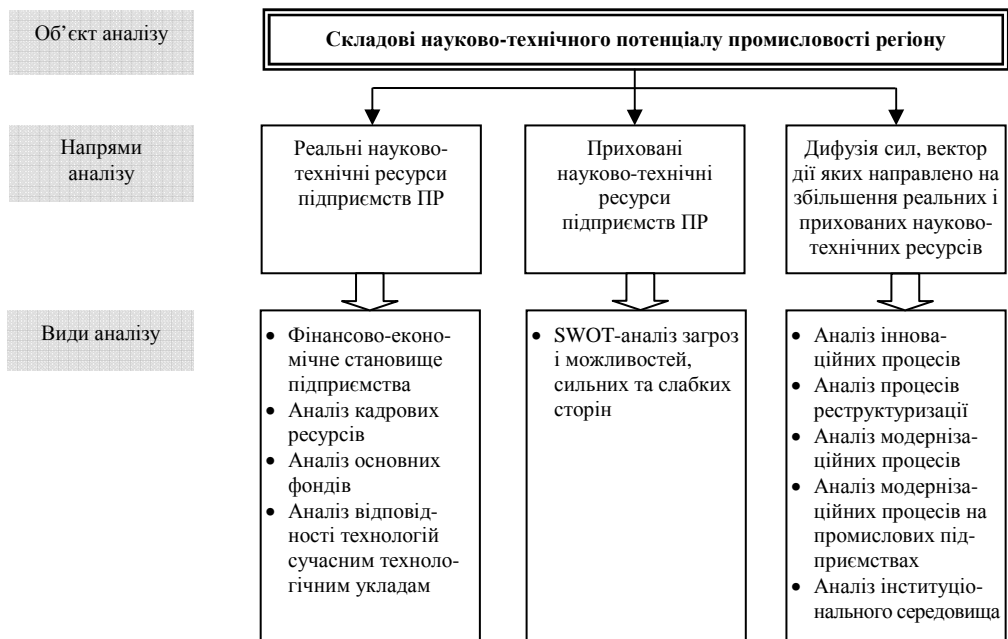 Об’єкт аналізу
Складові науково-технічного потенціалу промисловості регіону
Напрями
аналізу
Реальні науково-
технічні ресурси
підприємств ПР
Приховані
науково-технічні
ресурси
підприємств ПР
Дифузія сил, вектор
дії яких направлено на
збільшення реальних і
прихованих науково-
технічних ресурсів
Види аналізу
• Фінансово-еконо-
мічне становище
підприємства
• Аналіз кадрових
ресурсів
• Аналіз основних
фондів
• Аналіз відповід-
ності технологій
сучасним техноло-
гічним укладам
• SWOT-аналіз загроз
і можливостей,
сильних та слабких
сторін
• Аналіз іннова-
ційних процесів
• Аналіз процесів
реструктуризації
• Аналіз модерніза-
ційних процесів
• Аналіз модерніза-
ційних процесів на
промислових під-
приємствах
• Аналіз інституціо-
нального середовища